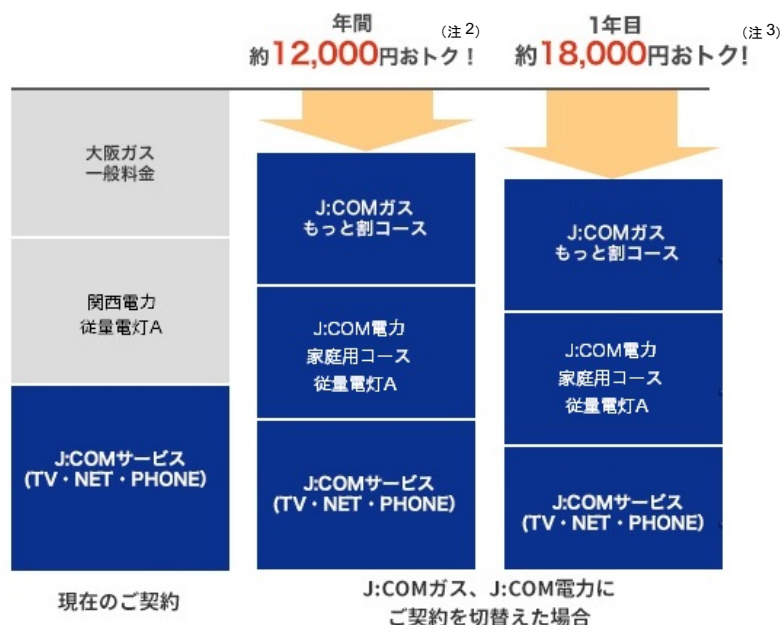 年間 (注2)
約12,000円おトク!
1年目 (注3)
約18,000円おトク!
大阪ガス
一般料金
関西電力
従量電灯A
J:COMサービス
(TV・NET・PHONE)
現在のご契約
J:COMガス
もっと割コース
J:COM電力
家庭用コース
従量電灯A
J:COMサービス
(TV・NET・PHONE)
J:COMガス
もっと割コース
J:COM電力
家庭用コース
従量電灯A
J:COMサービス
(TV・NET・PHONE)
J:COMガス、J:COM電力に
ご契約を切替えた場合